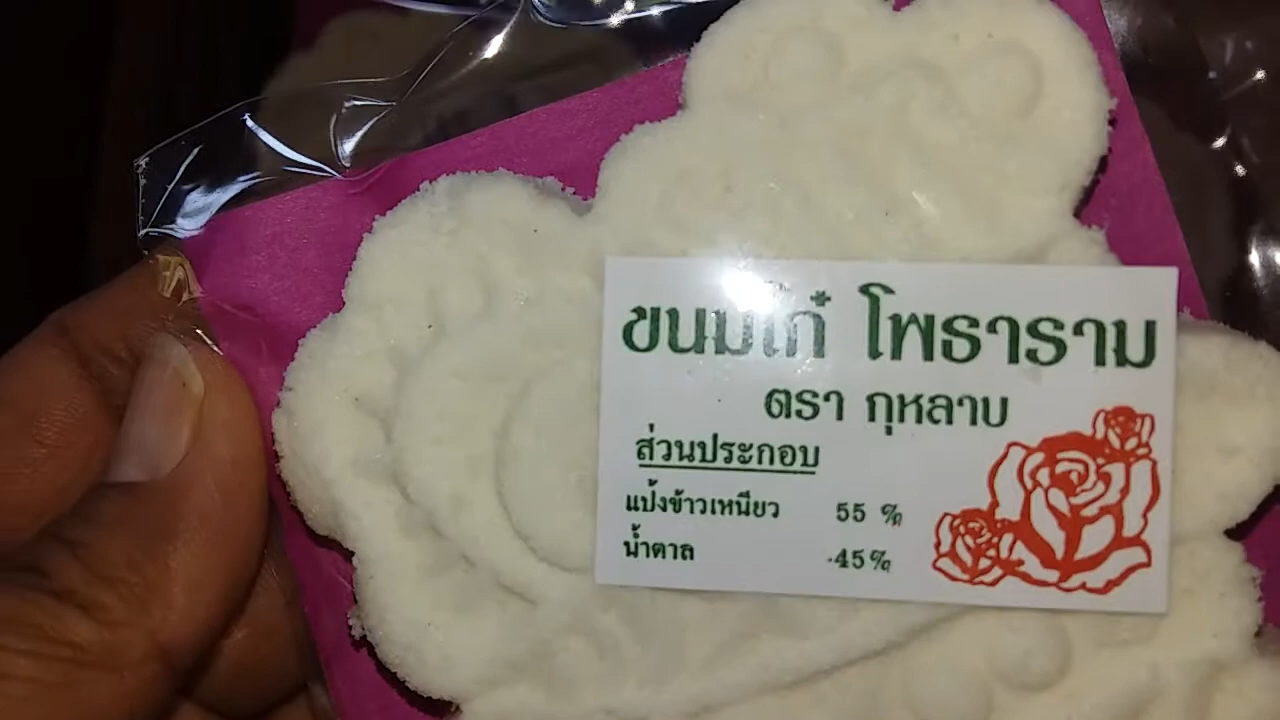 ขนมโก๋ โพธาราม
ตรา กุหลาบ
ส่วนประกอบ
แป้งข้าวเหนียว 55 %
น้ำตาล 45%